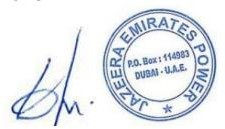 JAZEERA EMIRATES POWER
P.O. Box : 114983
DUBAI - U.A.E.